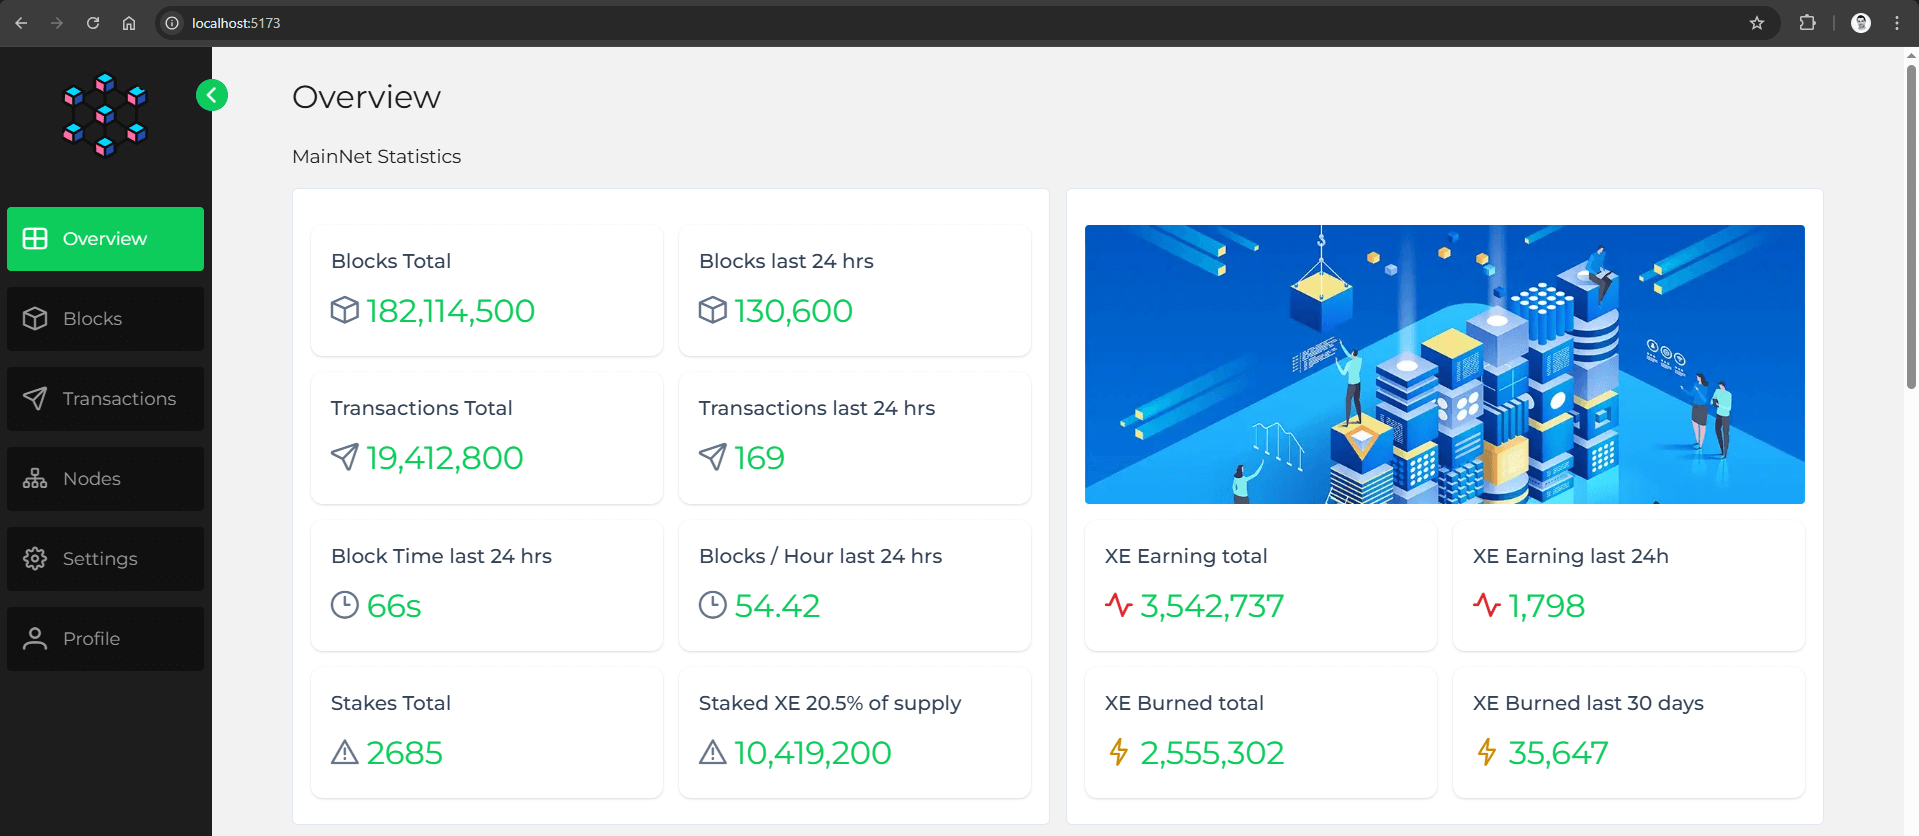 localhost:5173
Overview
Blocks
Transactions
Nodes
Settings
Profile
Overview
MainNet Statistics
Blocks Total
182,114,500
Blocks last 24 hrs
130,600
Transactions Total
19,412,800
Transactions last 24 hrs
169
Block Time last 24 hrs
66s
Blocks / Hour last 24 hrs
54.42
Stakes Total
2685
Staked XE 20.5% of supply
10,419,200
XE Earning total
3,542,737
XE Earning last 24h
1,798
XE Burned total
2,555,302
XE Burned last 30 days
35,647